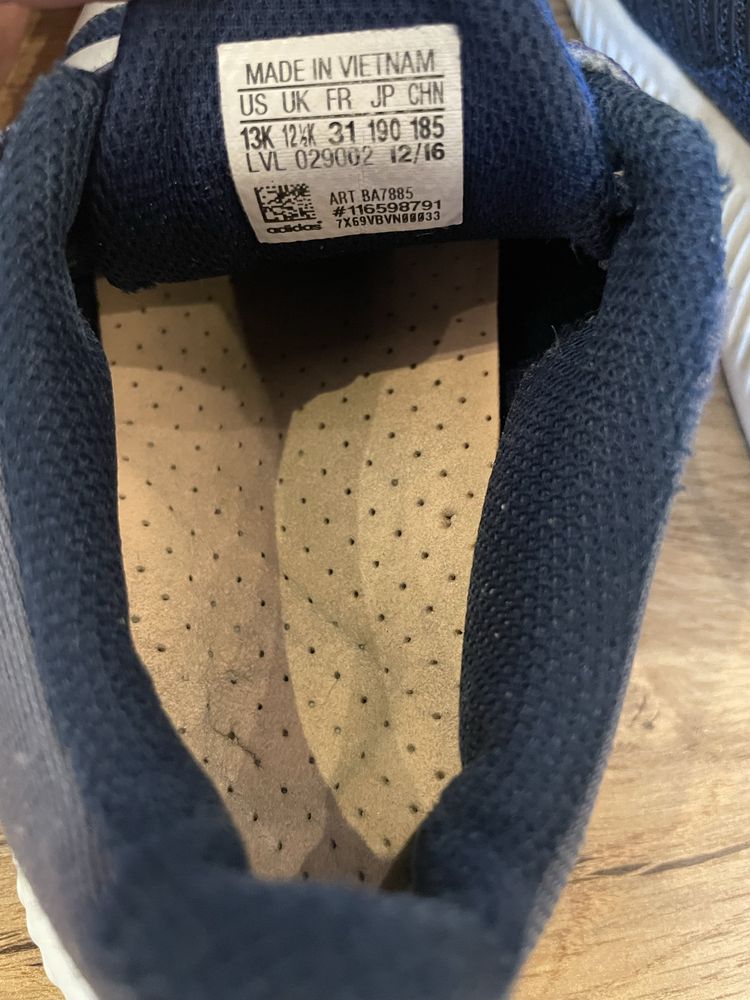 MADE IN VIETNAM
US UK FR JP CHN
13K 12½K 31 190 185
LVL 029002 12/16
ART BA7885
#116598791
adidas 7X69VBVN00033